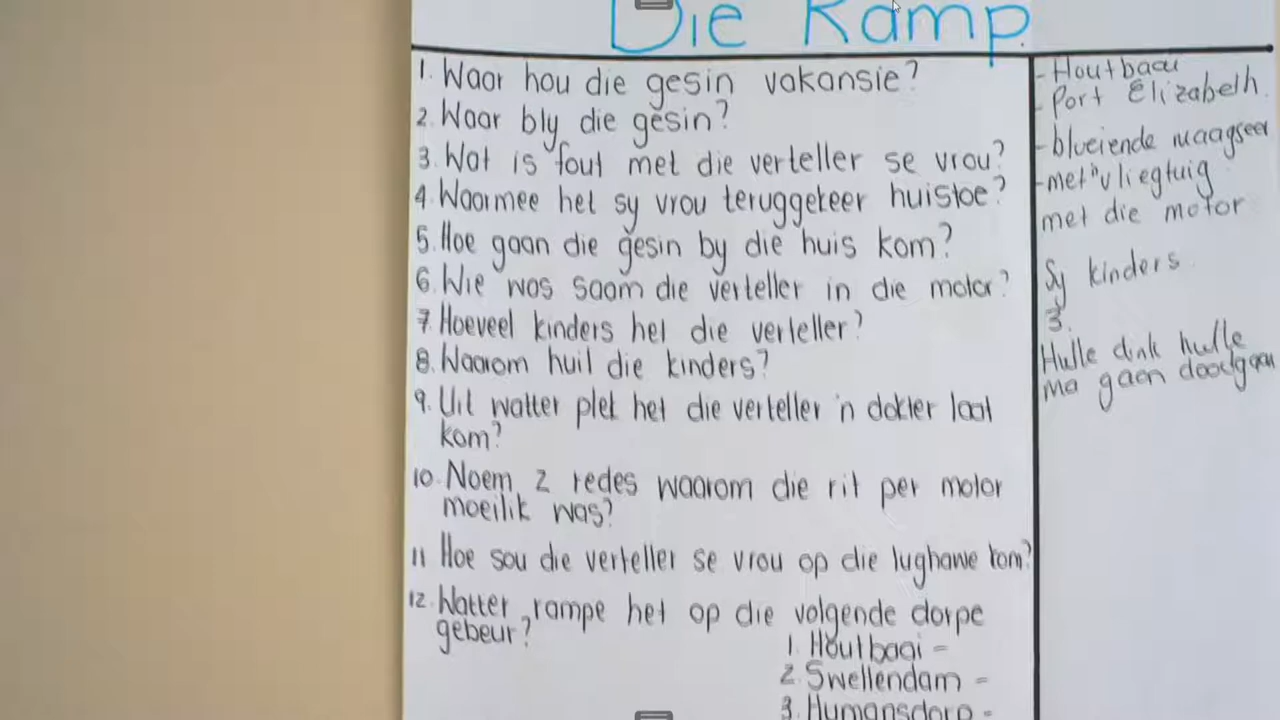 Die Ramp
1. Waar hou die gesin vakansie?
2. Waar bly die gesin?
3. Wat is fout met die verteller se vrou?
4. Waarmee het sy vrou teruggekeer huistoe?
5. Hoe gaan die gesin by die huis kom?
6. Wie was saam die verteller in die motor?
7. Hoeveel kinders het die verteller?
8. Waarom huil die kinders?
9. Uit watter plek het die verteller 'n dokter laat
kom?
10. Noem 2 redes waarom die rit per motor
moeilik was?
11 Hoe sou die verteller se vrou op die lughawe kom?
12. Watter rampe het op die volgende dorpe
gebeur?
1. Houtbaai -
2. Swellendam -
3. Humansdorp -
- Houtbaai
- Port Elizabeth.
- bloeiende maagseer
- met 'n vliegtuig
met die motor
Sy kinders.
3.
Hulle dink hulle
ma gaan doodgaan